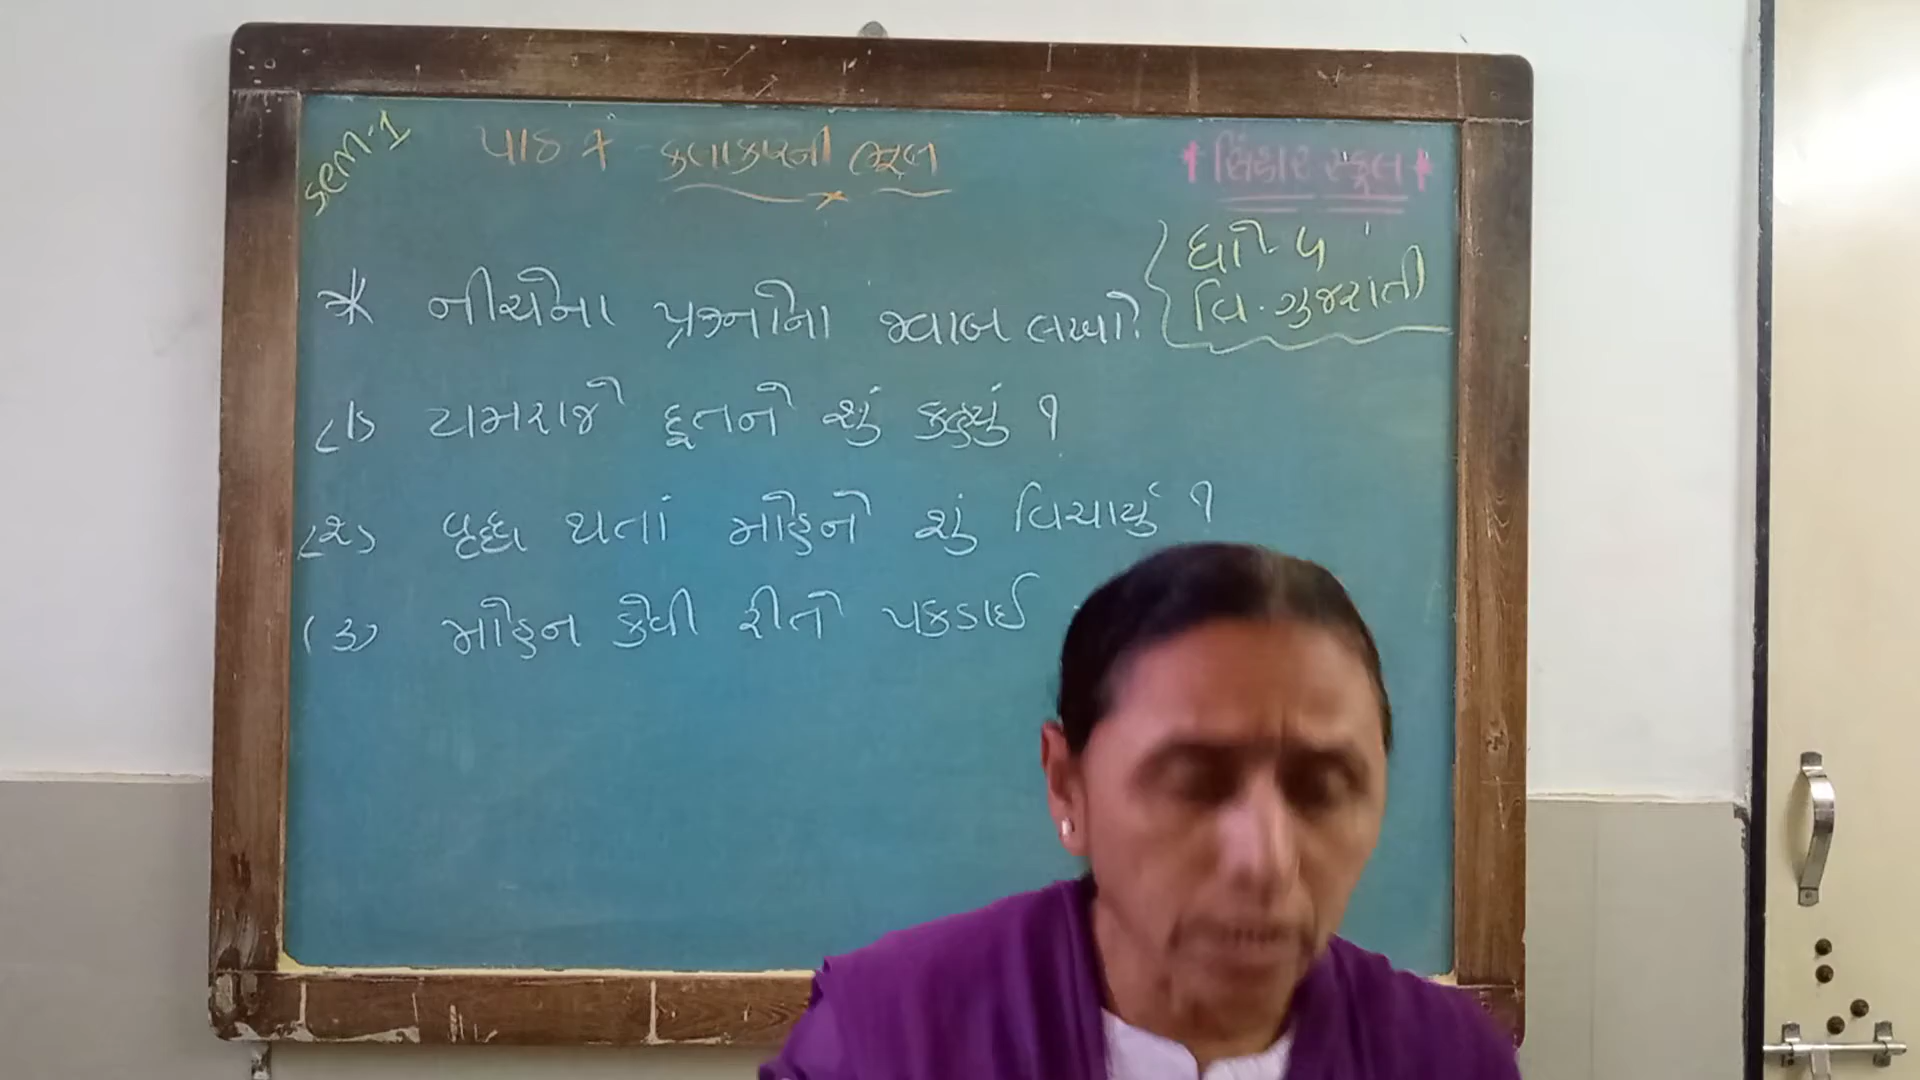 sem-1
પાઠ ૧ કલાકારની ભૂલ
ધો- ૫
વિ. ગુજરાતી
* નીચેના પ્રશ્નોના જવાબ લખો?
(૧) યમરાજે દૂતને શું કહ્યું ?
(૨) વૃદ્ધ થતાં મોહને શું વિચાર્યું ?
(૩) મોહન કેવી રીતે પકડાઈ